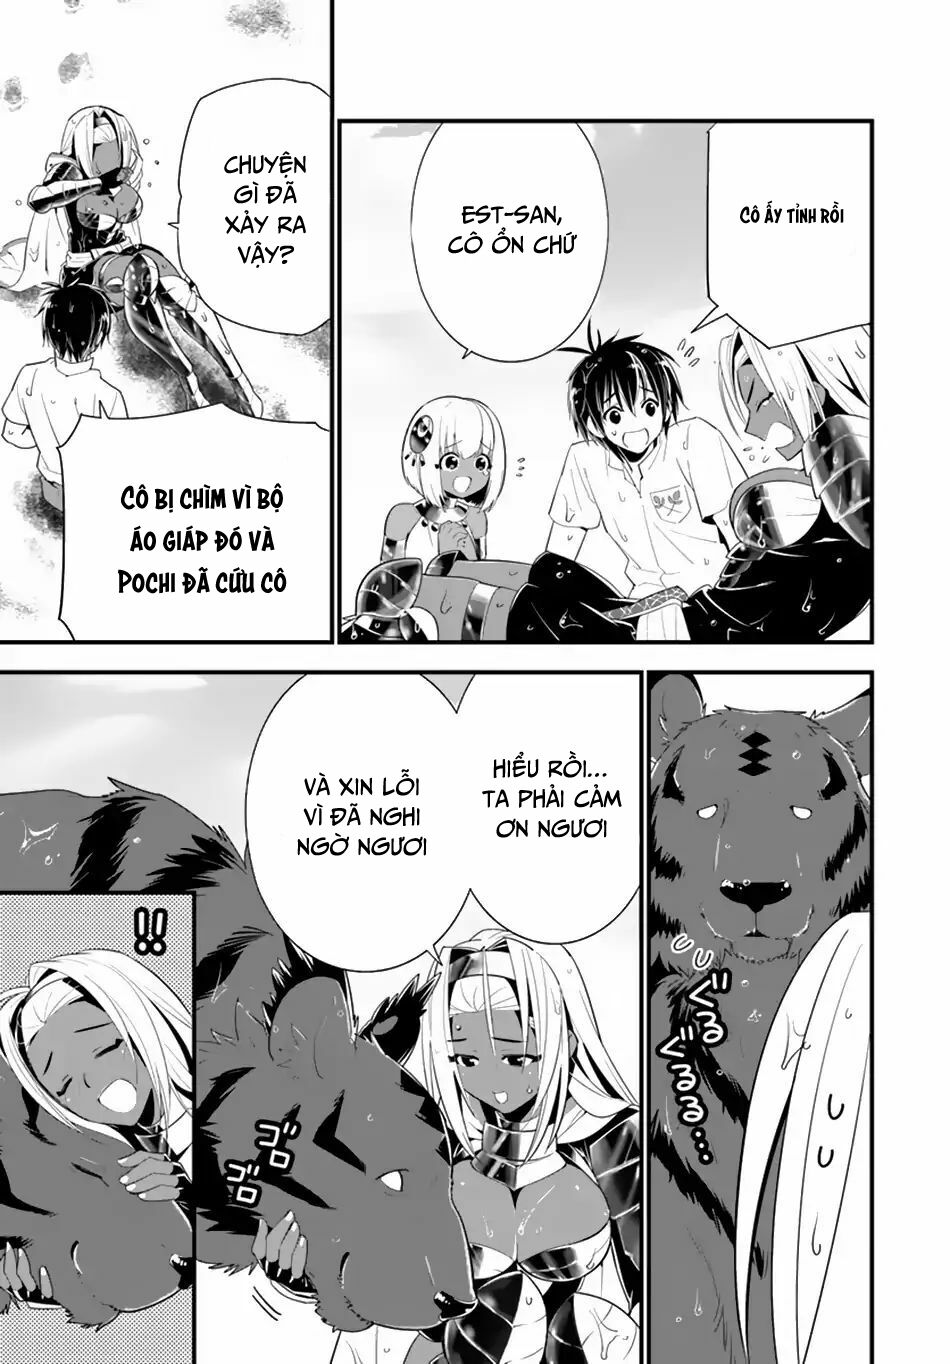 CÔ ẤY TỈNH RỒI
EST-SAN,
CÔ ỔN CHỨ
CHUYỆN
GÌ ĐÃ
XẢY RA
VẬY?
CÔ BỊ CHÌM VÌ BỘ
ÁO GIÁP ĐÓ VÀ
POCHI ĐÃ CỨU CÔ
ぐるる
ぐるるる…
HIỂU RỒI...
TA PHẢI CẢM
ƠN NGƯƠI
VÀ XIN LỖI
VÌ ĐÃ NGHI
NGỜ NGƯƠI
ゴロ
ゴロ
!!